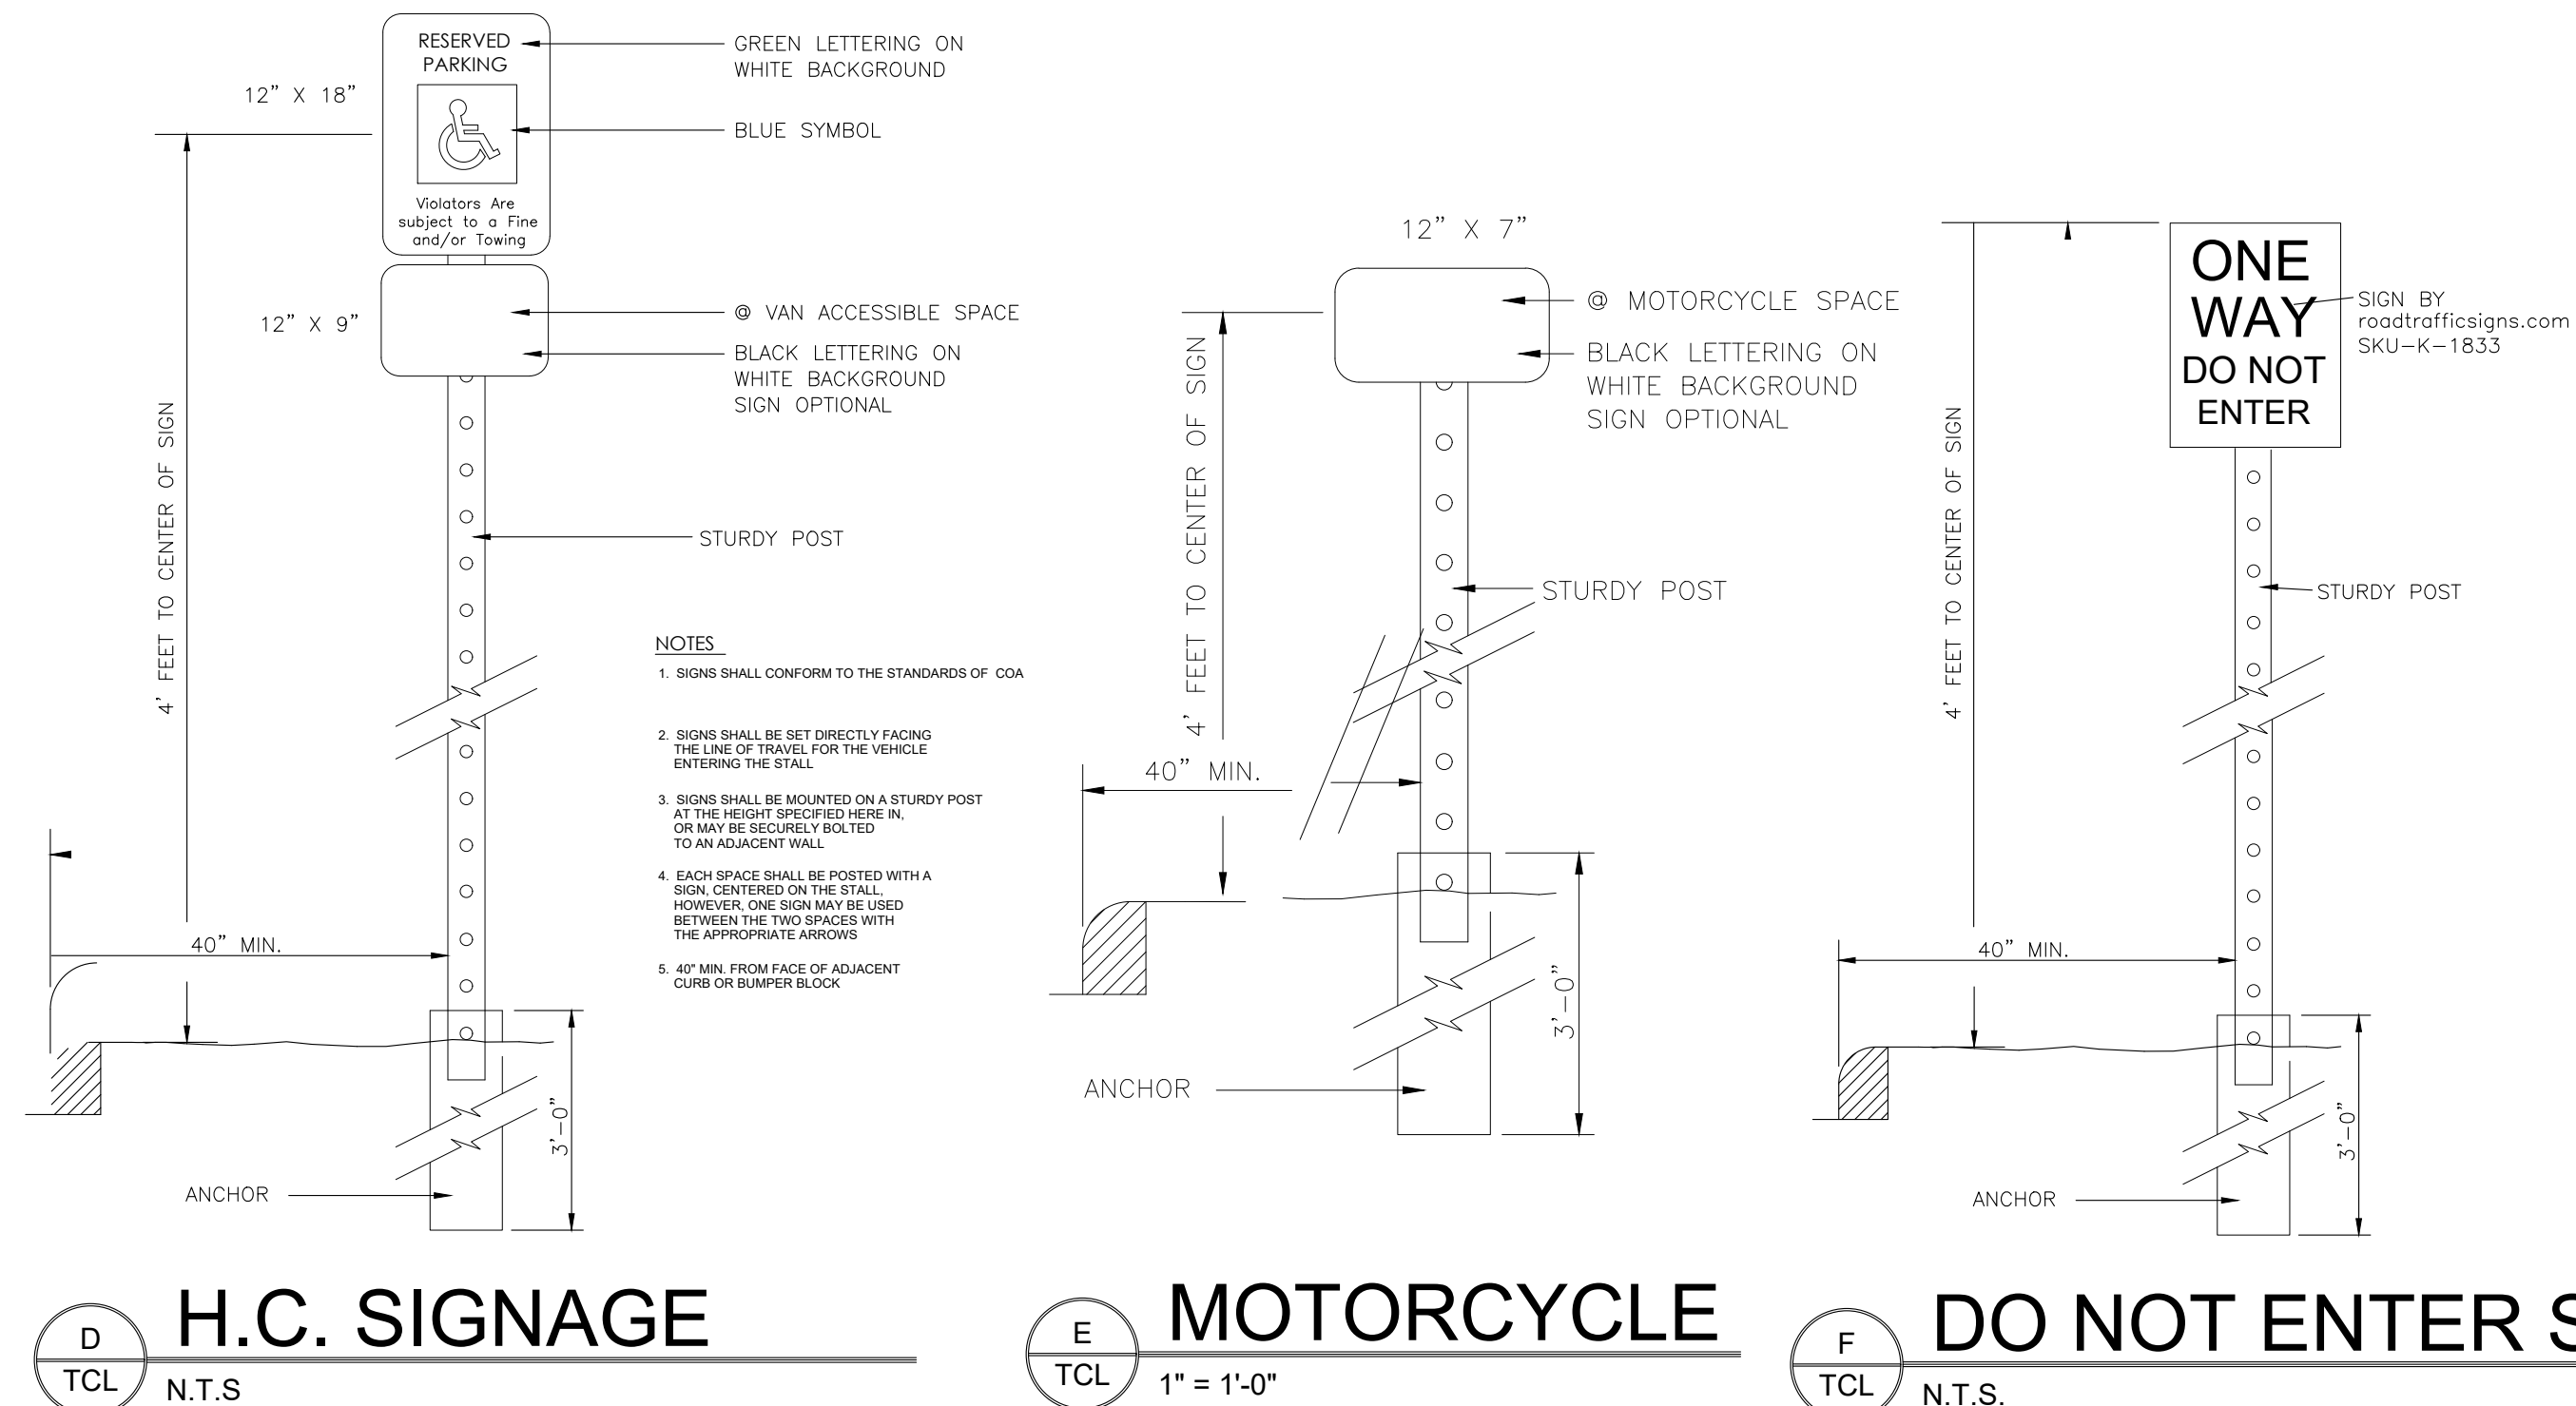 RESERVED
PARKING
Violators Are
subject to a Fine
and/or Towing
12" X 18"
12" X 9"
GREEN LETTERING ON
WHITE BACKGROUND
BLUE SYMBOL
@ VAN ACCESSIBLE SPACE
BLACK LETTERING ON
WHITE BACKGROUND
SIGN OPTIONAL
STURDY POST
4' FEET TO CENTER OF SIGN
40" MIN.
ANCHOR
3'-0"
NOTES
1. SIGNS SHALL CONFORM TO THE STANDARDS OF COA
2. SIGNS SHALL BE SET DIRECTLY FACING
THE LINE OF TRAVEL FOR THE VEHICLE
ENTERING THE STALL
3. SIGNS SHALL BE MOUNTED ON A STURDY POST
AT THE HEIGHT SPECIFIED HERE IN,
OR MAY BE SECURELY BOLTED
TO AN ADJACENT WALL
4. EACH SPACE SHALL BE POSTED WITH A
SIGN, CENTERED ON THE STALL,
HOWEVER, ONE SIGN MAY BE USED
BETWEEN THE TWO SPACES WITH
THE APPROPRIATE ARROWS
5. 40" MIN. FROM FACE OF ADJACENT
CURB OR BUMPER BLOCK
D
TCL
H.C. SIGNAGE
N.T.S
12" X 7"
@ MOTORCYCLE SPACE
BLACK LETTERING ON
WHITE BACKGROUND
SIGN OPTIONAL
4' FEET TO CENTER OF SIGN
STURDY POST
40" MIN.
ANCHOR
3'-0"
E
TCL
MOTORCYCLE
1" = 1'-0"
ONE
WAY
DO NOT
ENTER
SIGN BY
roadtrafficsigns.com
SKU-K-1833
4' FEET TO CENTER OF SIGN
STURDY POST
40" MIN.
ANCHOR
3'-0"
F
TCL
DO NOT ENTER S
N.T.S.